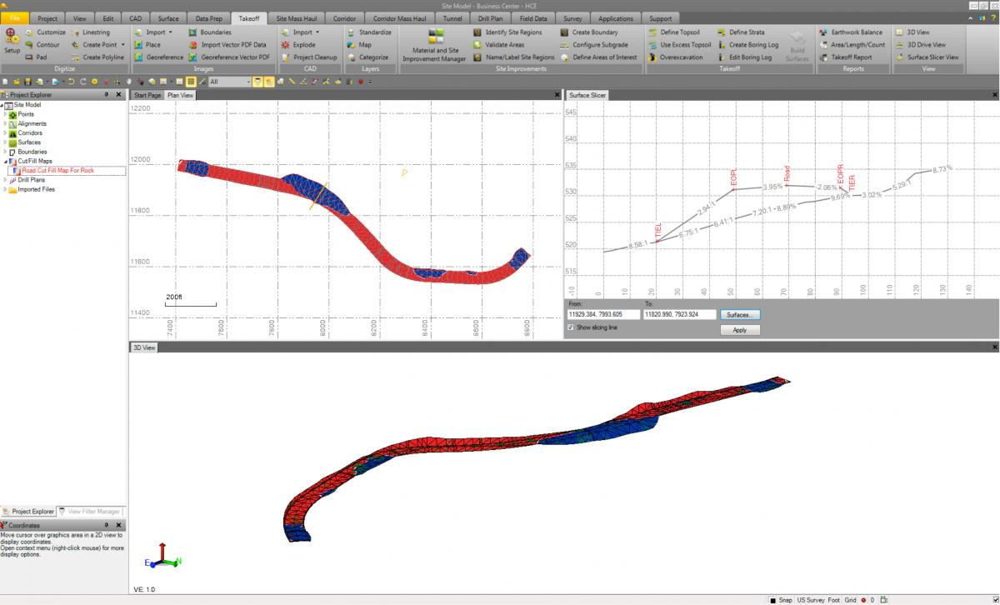 Site Model - Business Center - HCE
File Project View Edit CAD Surface Data Prep Takeoff Site Mass Haul Corridor Corridor Mass Haul Tunnel Drill Plan Field Data Survey Applications Support
Customize Linestring Import Boundaries Import Standardize Identify Site Regions Create Boundary Define Topsoil Define Strata Earthwork Balance 3D View
Setup Contour Create Point Place Import Vector PDF Data Explode Map Material and Site Improvement Manager Validate Areas Configure Subgrade Use Excess Topsoil Create Boring Log Build Surfaces Area/Length/Count 3D Drive View
Pad Create Polyline Georeference Georeference Vector PDF Project Cleanup Categorize Name/Label Site Regions Define Areas of Interest Overexcavation Edit Boring Log Takeoff Report Surface Slicer View
Digitize Images CAD Layers Site Improvements Takeoff Reports View
All
Project Explorer
Site Model
Points
Alignments
Corridors
Surfaces
Boundaries
Cut/Fill Maps
Road Cut Fill Map For Rock
Drill Plans
Imported Files
Project Explorer View Filter Manager
Coordinates
Move cursor over graphics area in a 2D view to
display coordinates.
Open context menu (right-click mouse) for more
display options.
Start Page Plan View
12200
12000
11800
11600
11400
200ft
7400 7600 7800 8000 8200 8400 8600 8800
Surface Slicer
545
540
535
530
525
520
515
-10 0 10 20 30 40 50 60 70 80 90 100 110 120 130 140
TIEL EOPL Road EOPR TIER
8.58:1 2.94:1 3.95% -2.06% 9.69% 3.02% 5.29:1 8.73%
6.75:1 6.41:1 7.20:1 8.89%
From: To:
11929.384, 7993.605 11820.990, 7923.924 Surfaces...
Show slicing line Apply
3D View
E N
VE: 1.0
Snap US Survey Foot Grid 0